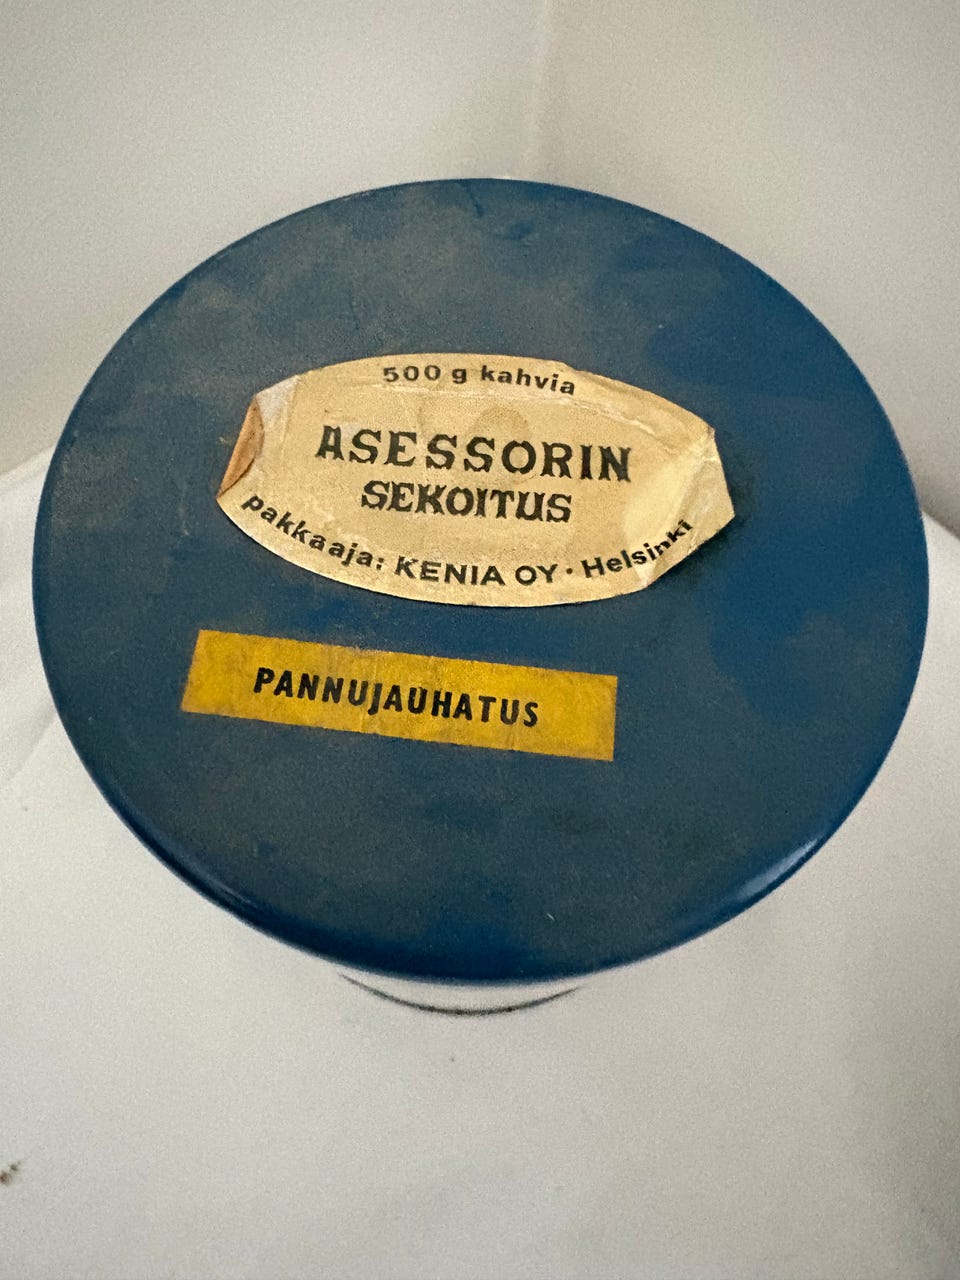 500 g kahvia
ASESSORIN
SEKOITUS
pakkaaja: KENIA OY · Helsinki
PANNUJAUHATUS